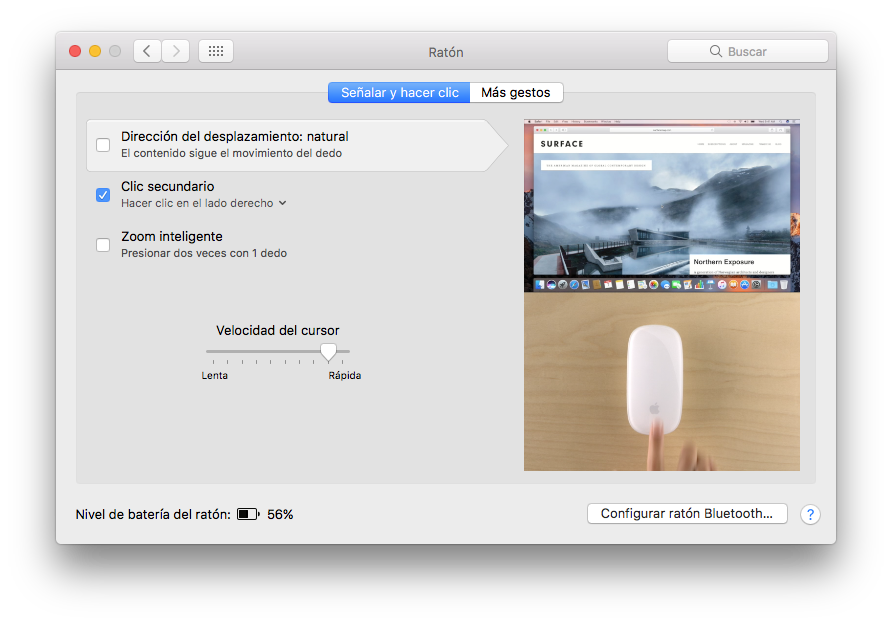 Ratón
Buscar
Señalar y hacer clic
Más gestos
Dirección del desplazamiento: natural
El contenido sigue el movimiento del dedo
Clic secundario
Hacer clic en el lado derecho
Zoom inteligente
Presionar dos veces con 1 dedo
Velocidad del cursor
Lenta
Rápida
SURFACE
Northern Exposure
Nivel de batería del ratón: 56%
Configurar ratón Bluetooth...
?